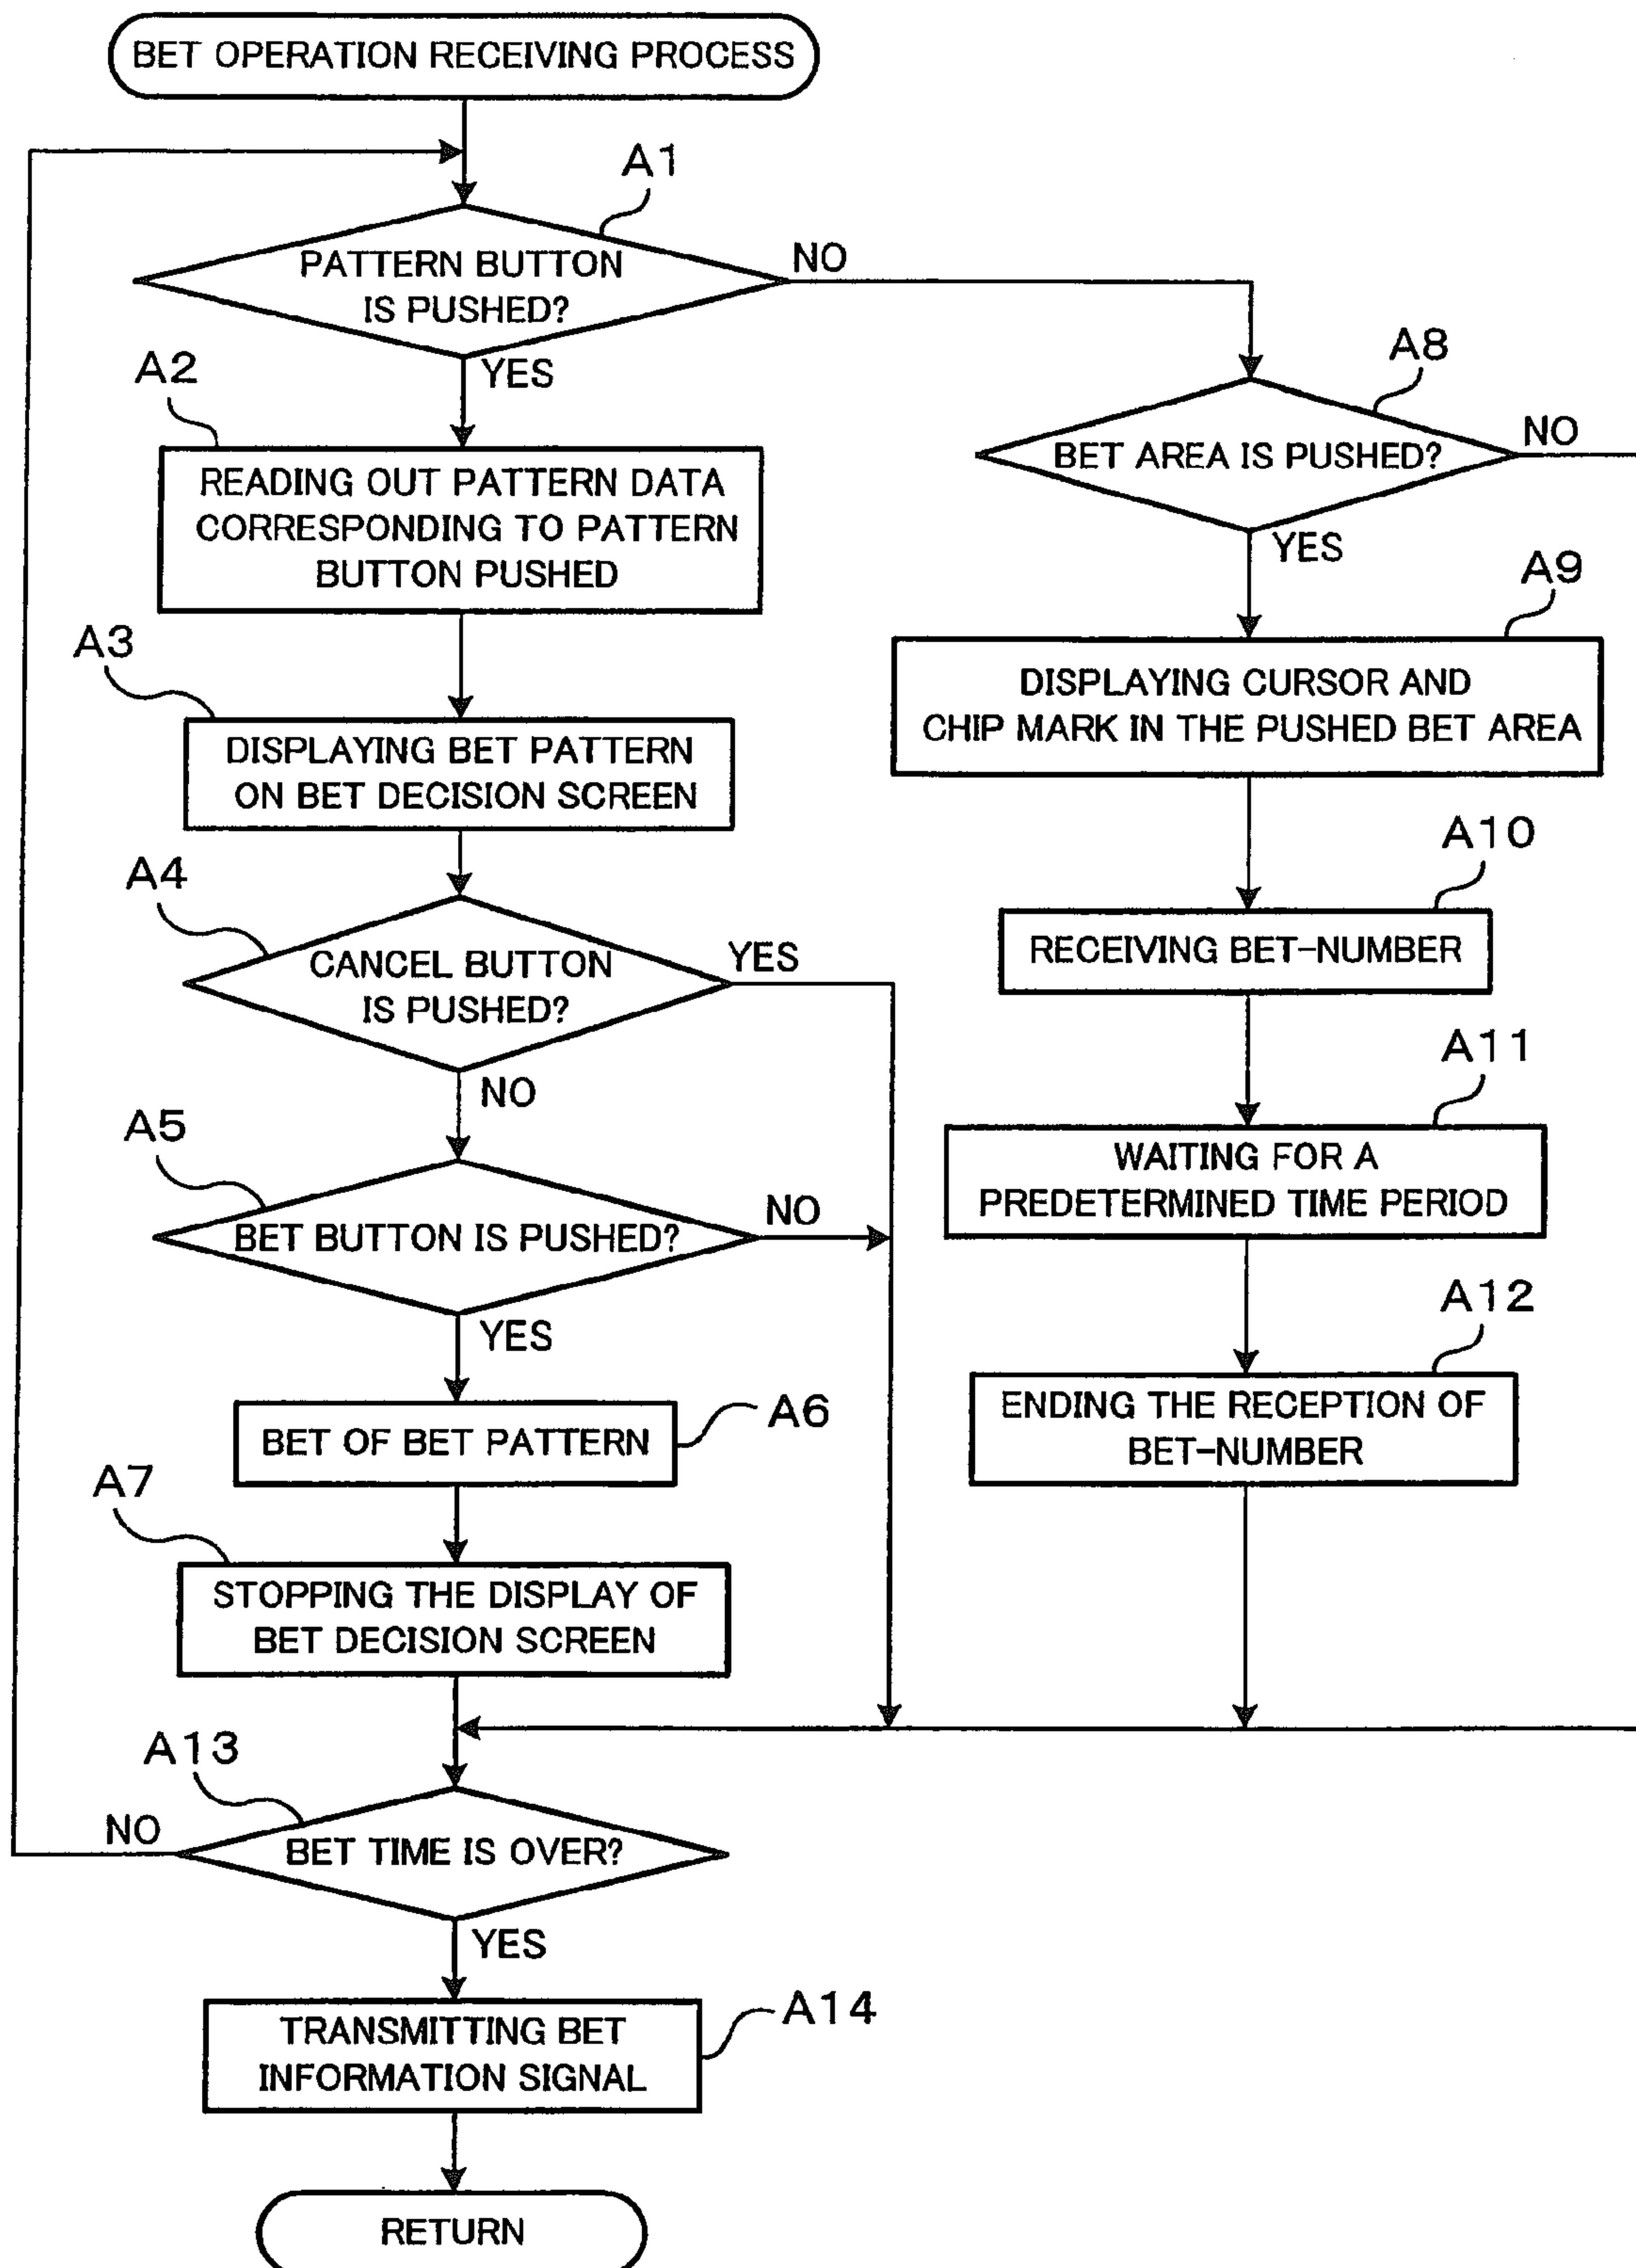 BET OPERATION RECEIVING PROCESS
A1
PATTERN BUTTON
IS PUSHED?
NO
YES
A2
READING OUT PATTERN DATA
CORRESPONDING TO PATTERN
BUTTON PUSHED
A3
DISPLAYING BET PATTERN
ON BET DECISION SCREEN
A4
CANCEL BUTTON
IS PUSHED?
YES
NO
A5
BET BUTTON IS PUSHED?
NO
YES
BET OF BET PATTERN
A6
A7
STOPPING THE DISPLAY OF
BET DECISION SCREEN
A8
BET AREA IS PUSHED?
NO
YES
A9
DISPLAYING CURSOR AND
CHIP MARK IN THE PUSHED BET AREA
A10
RECEIVING BET-NUMBER
A11
WAITING FOR A
PREDETERMINED TIME PERIOD
A12
ENDING THE RECEPTION OF
BET-NUMBER
A13
BET TIME IS OVER?
NO
YES
TRANSMITTING BET
INFORMATION SIGNAL
A14
RETURN